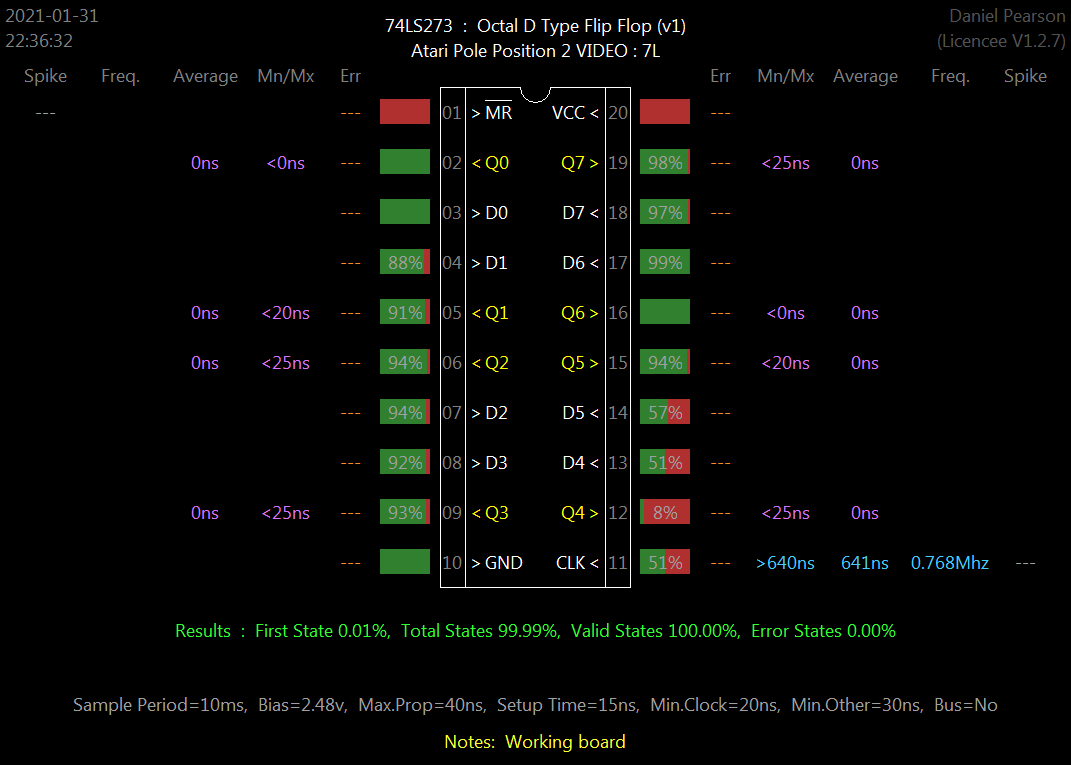 2021-01-31 74LS273 : Octal D Type Flip Flop (v1) Daniel Pearson
22:36:32 Atari Pole Position 2 VIDEO : 7L (Licencee V1.2.7)
Spike Freq. Average Mn/Mx Err Err Mn/Mx Average Freq. Spike
--- --- 01 > MR VCC < 20 ---
0ns <0ns --- 02 < Q0 Q7 > 19 98% --- <25ns 0ns
--- 03 > D0 D7 < 18 97% ---
--- 88% 04 > D1 D6 < 17 99% ---
0ns <20ns --- 91% 05 < Q1 Q6 > 16 --- <0ns 0ns
0ns <25ns --- 94% 06 < Q2 Q5 > 15 94% --- <20ns 0ns
--- 94% 07 > D2 D5 < 14 57% ---
--- 92% 08 > D3 D4 < 13 51% ---
0ns <25ns --- 93% 09 < Q3 Q4 > 12 8% --- <25ns 0ns
--- 10 > GND CLK < 11 51% --- >640ns 641ns 0.768Mhz ---
Results : First State 0.01%, Total States 99.99%, Valid States 100.00%, Error States 0.00%
Sample Period=10ms, Bias=2.48v, Max.Prop=40ns, Setup Time=15ns, Min.Clock=20ns, Min.Other=30ns, Bus=No
Notes: Working board